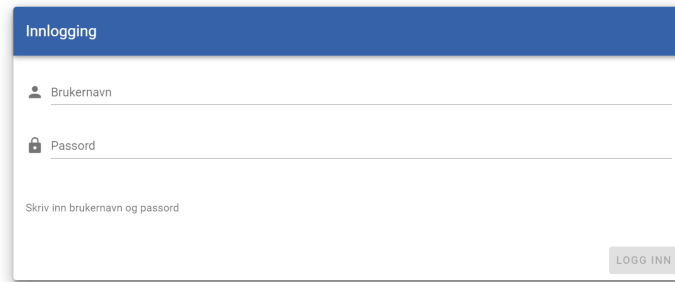 Innlogging
Brukernavn
Passord
Skriv inn brukernavn og passord
LOGG INN